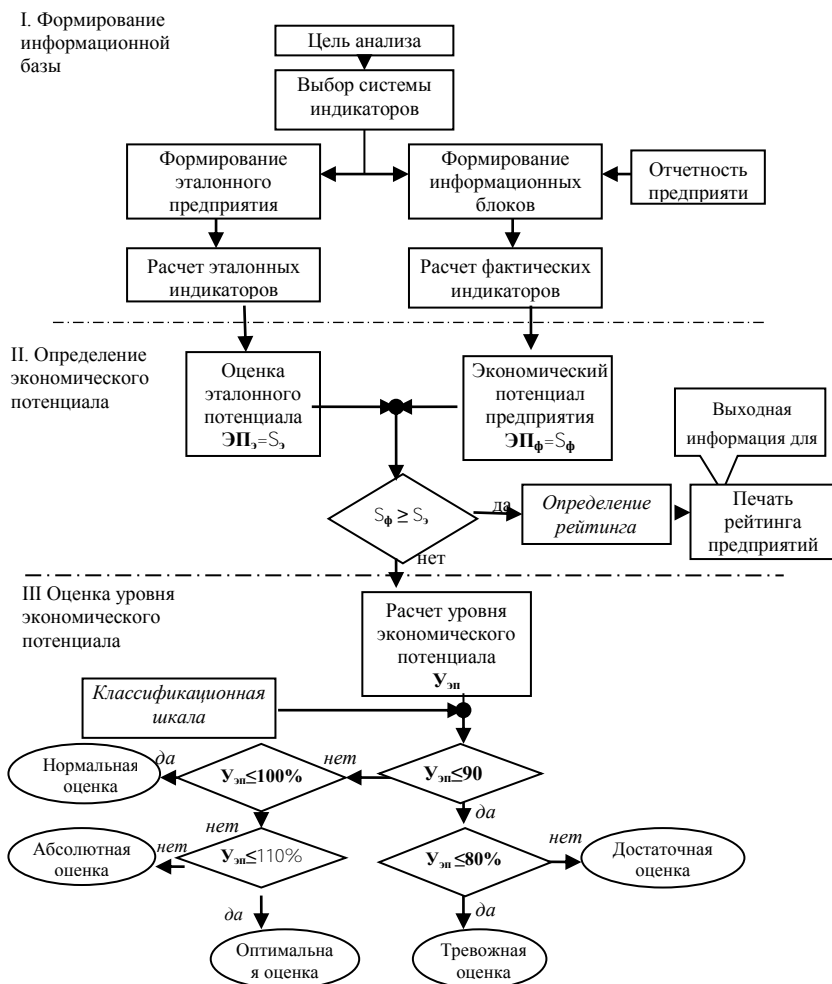 I. Формирование
информационной
базы
Цель анализа
Выбор системы
индикаторов
Формирование
эталонного
предприятия
Формирование
информационных
блоков
Отчетность
предприяти
Расчет эталонных
индикаторов
Расчет фактических
индикаторов
II. Определение
экономического
потенциала
Оценка
эталонного
потенциала
ЭПэ=Sэ
Экономический
потенциал
предприятия
ЭПф=Sф
Выходная
информация для
Sф ≥ Sэ
да
Определение
рейтинга
Печать
рейтинга
предприятий
нет
III Оценка уровня
экономического
потенциала
Расчет уровня
экономического
потенциала
Уэп
Классификационная
шкала
Нормальная
оценка
да
Уэп≤100%
нет
Уэп≤90
нет
да
Абсолютная
оценка
нет
Уэп≤110%
Уэп ≤80%
нет
Достаточная
оценка
да
да
Оптимальна
я оценка
Тревожная
оценка